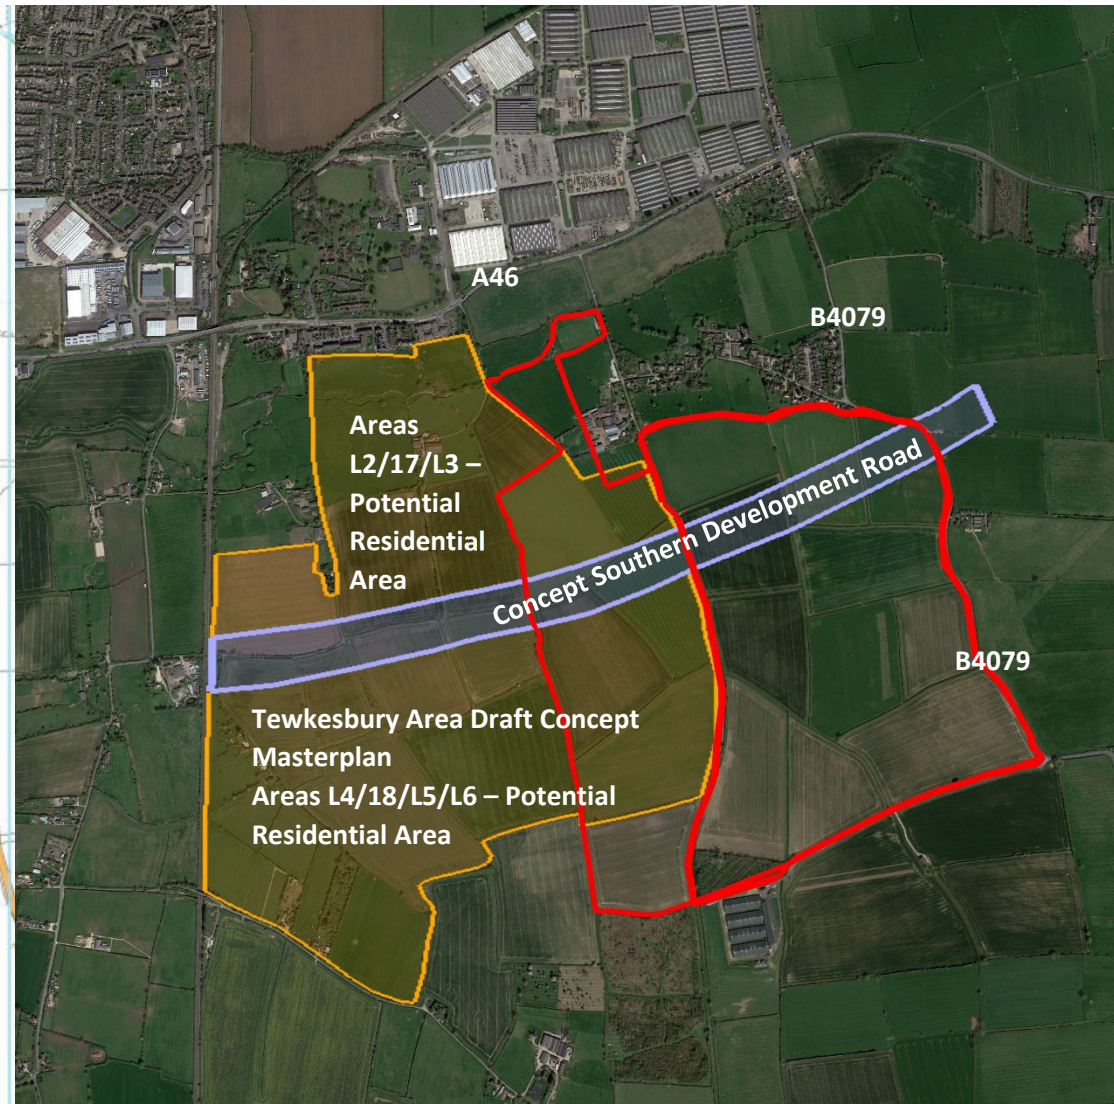 A46
B4079
Areas
L2/17/L3 –
Potential
Residential
Area
Concept Southern Development Road
B4079
Tewkesbury Area Draft Concept
Masterplan
Areas L4/18/L5/L6 – Potential
Residential Area